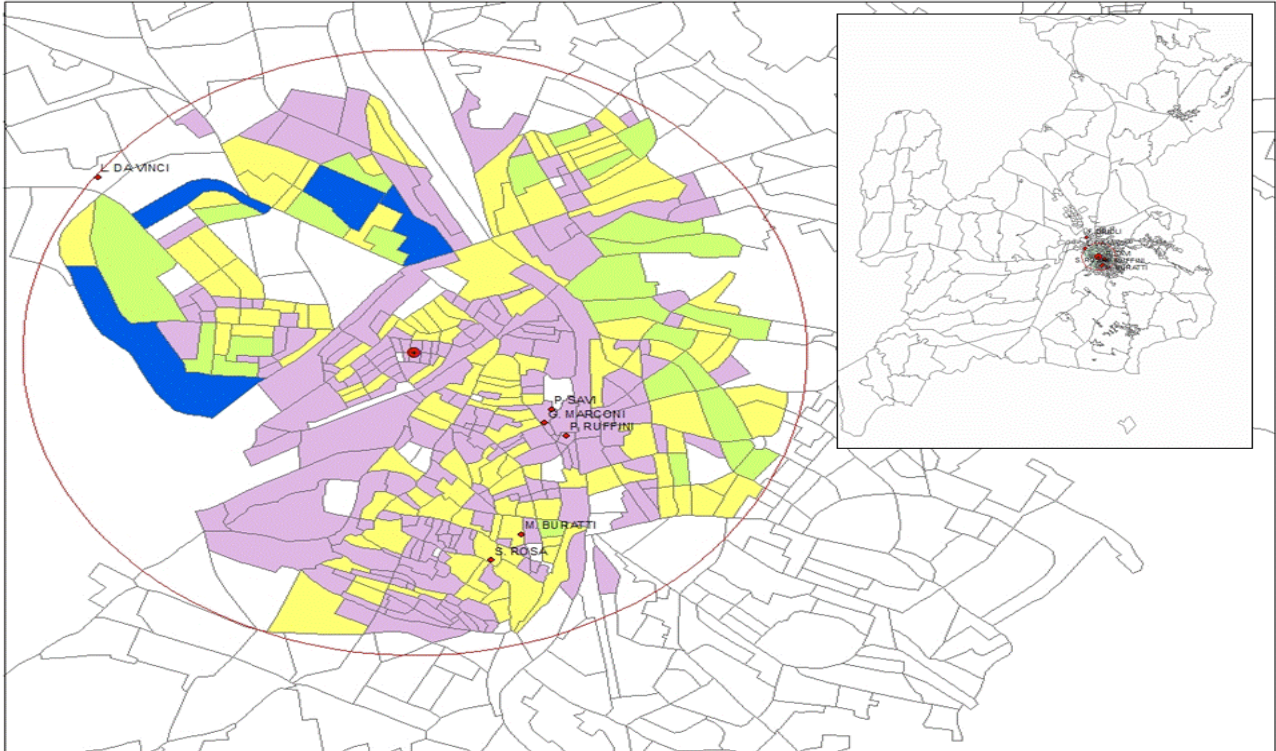 L. DA VINCI
P. SAVI
G. MARCONI
P. RUFFINI
M. BURATTI
S. ROSA